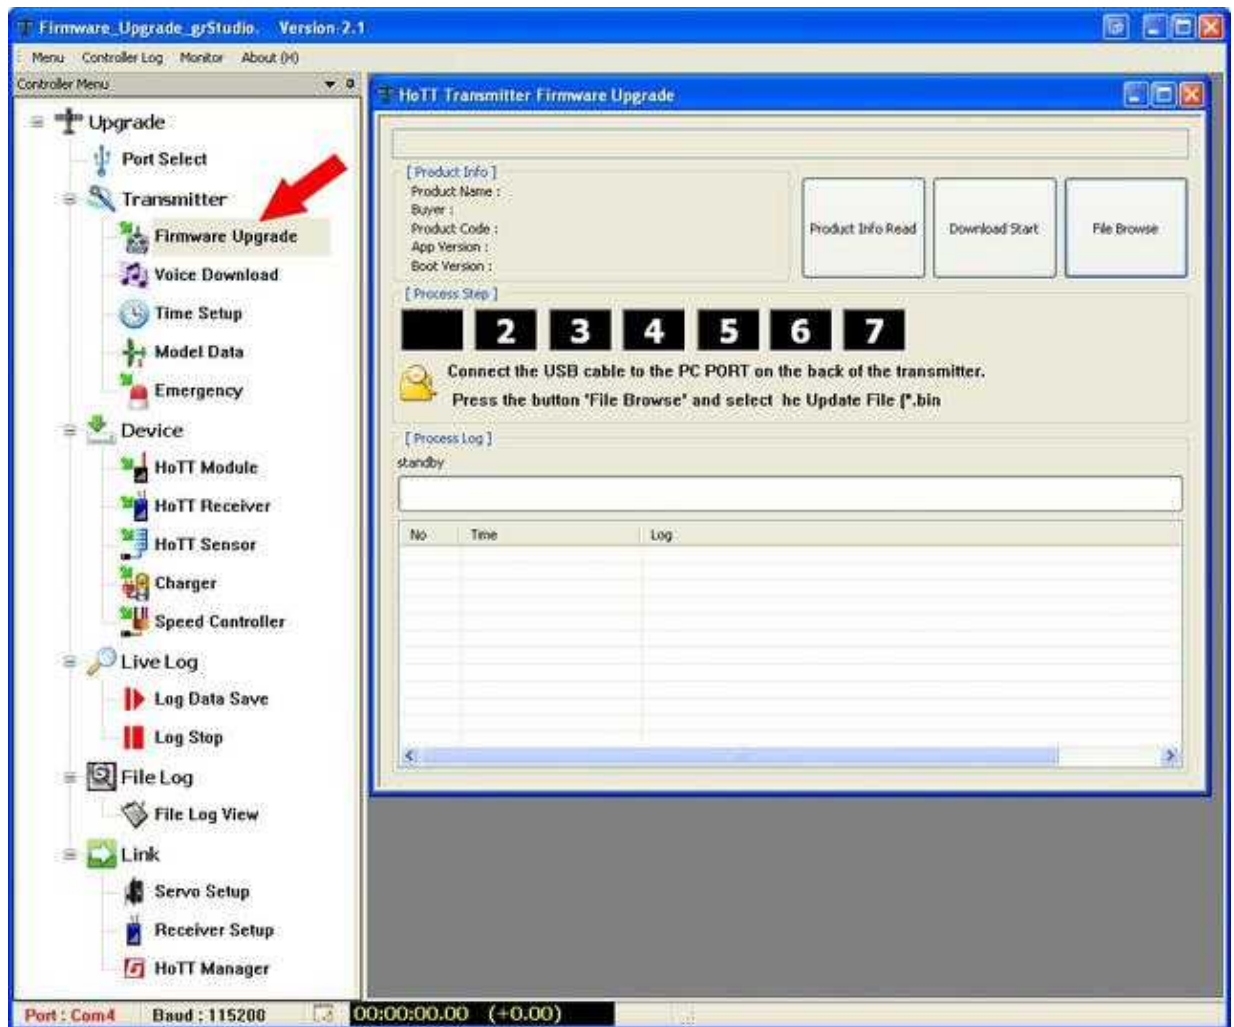 Firmware_Upgrade_grStudio. Version-2.1
Menu Controller Log Monitor About (H)
Controller Menu
Upgrade
Port Select
Transmitter
Firmware Upgrade
Voice Download
Time Setup
Model Data
Emergency
Device
HoTT Module
HoTT Receiver
HoTT Sensor
Charger
Speed Controller
Live Log
Log Data Save
Log Stop
File Log
File Log View
Link
Servo Setup
Receiver Setup
HoTT Manager
HoTT Transmitter Firmware Upgrade
[ Product Info ]
Product Name :
Buyer :
Product Code :
App Version :
Boot Version :
Product Info Read Download Start File Browse
[ Process Step ]
2 3 4 5 6 7
Connect the USB cable to the PC PORT on the back of the transmitter.
Press the button 'File Browse' and select he Update File (*.bin
[ Process Log ]
standby
No Time Log
Port : Com4 Baud : 115200 00:00:00.00 (+0.00)